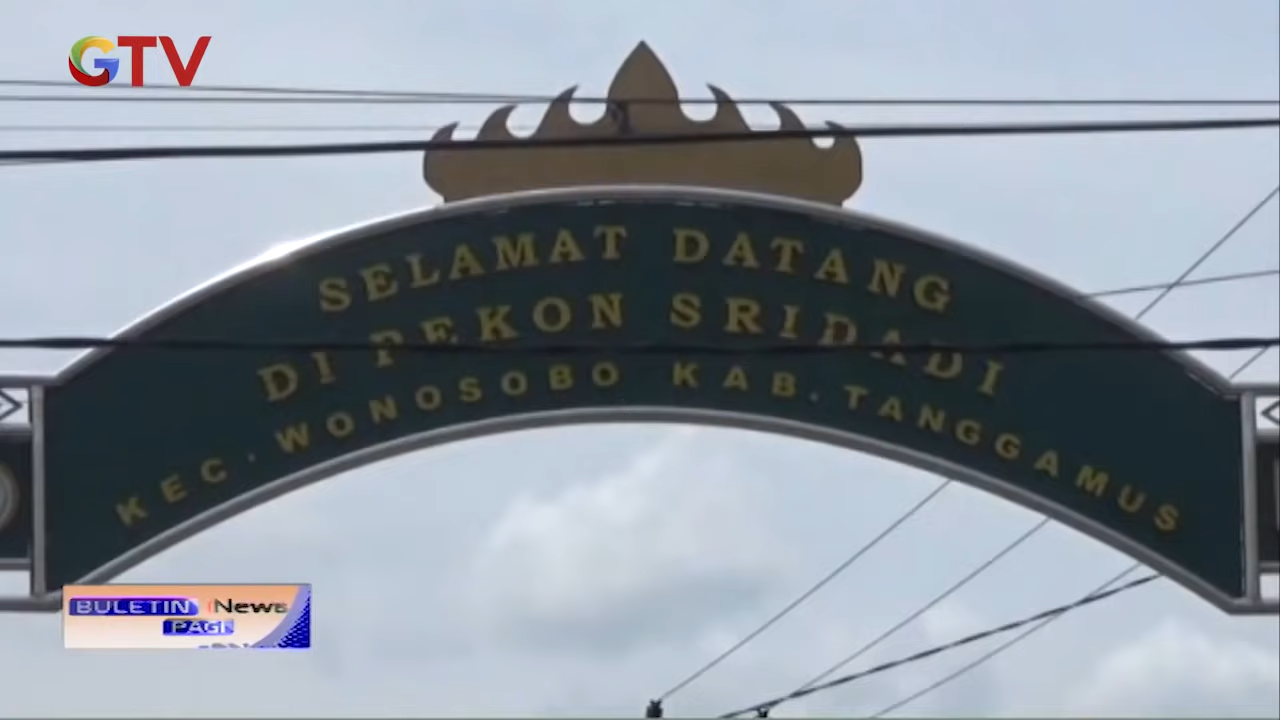 GTV
SELAMAT DATANG
DI PEKON SRIDADI
KEC. WONOSOBO KAB. TANGGAMUS
BULETIN iNews
PAGI